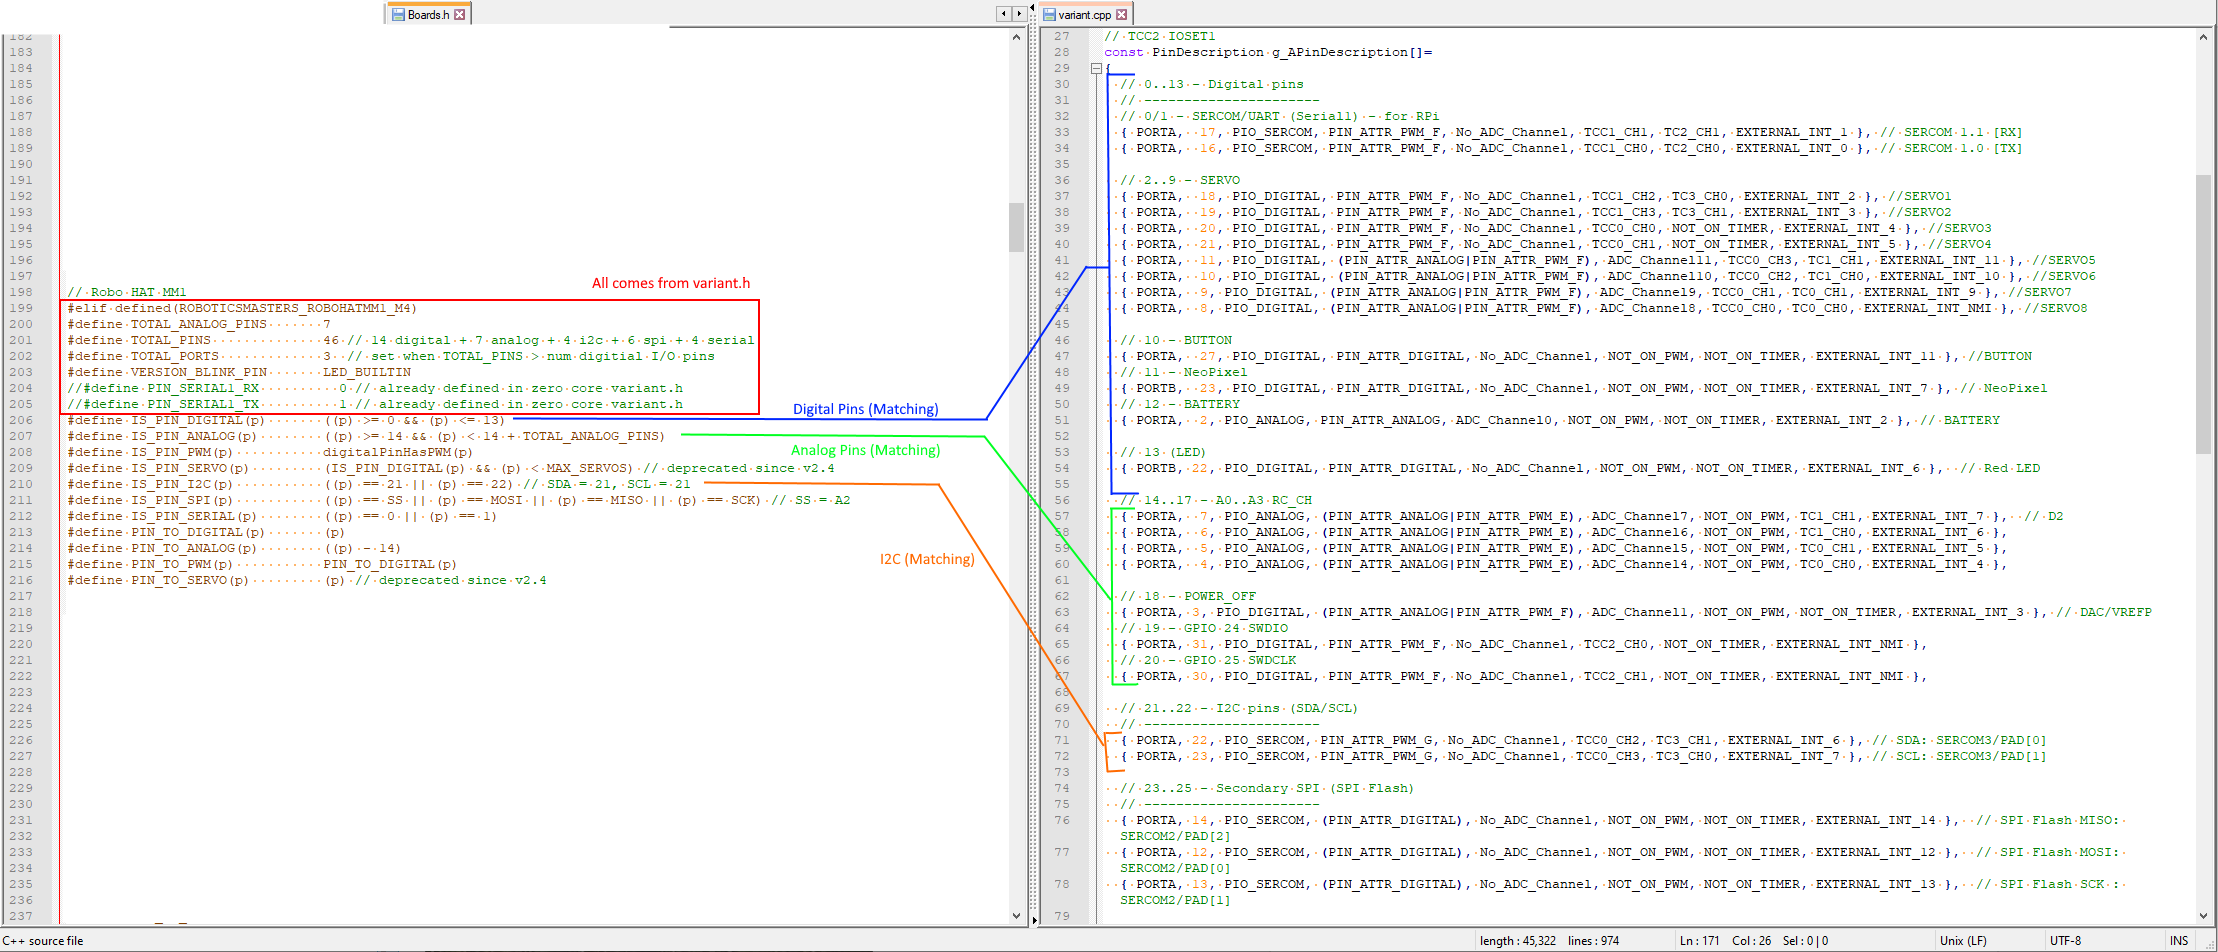 Boards.h
182
183
184
185
186
187
188
189
190
191
192
193
194
195
196
197
198 // Robo HAT MM1
All comes from variant.h
199 #elif defined(ROBOTICSMASTERS_ROBOHATMM1_M4)
200 #define TOTAL_ANALOG_PINS 7
201 #define TOTAL_PINS 46 // 14 digital + 7 analog + 4 i2c + 6 spi + 4 serial
202 #define TOTAL_PORTS 3 // set when TOTAL_PINS > num digitial I/O pins
203 #define VERSION_BLINK_PIN LED_BUILTIN
204 //#define PIN_SERIAL1_RX 0 // already defined in zero core variant.h
205 //#define PIN_SERIAL1_TX 1 // already defined in zero core variant.h
206 #define IS_PIN_DIGITAL(p) ((p) >= 0 && (p) <= 13)
Digital Pins (Matching)
207 #define IS_PIN_ANALOG(p) ((p) >= 14 && (p) < 14 + TOTAL_ANALOG_PINS)
Analog Pins (Matching)
208 #define IS_PIN_PWM(p) digitalPinHasPWM(p)
209 #define IS_PIN_SERVO(p) (IS_PIN_DIGITAL(p) && (p) < MAX_SERVOS) // deprecated since v2.4
210 #define IS_PIN_I2C(p) ((p) == 21 || (p) == 22) // SDA = 21, SCL = 21
211 #define IS_PIN_SPI(p) ((p) == SS || (p) == MOSI || (p) == MISO || (p) == SCK) // SS = A2
212 #define IS_PIN_SERIAL(p) ((p) == 0 || (p) == 1)
213 #define PIN_TO_DIGITAL(p) (p)
214 #define PIN_TO_ANALOG(p) ((p) - 14)
I2C (Matching)
215 #define PIN_TO_PWM(p) PIN_TO_DIGITAL(p)
216 #define PIN_TO_SERVO(p) (p) // deprecated since v2.4
217
218
219
220
221
222
223
224
225
226
227
228
229
230
231
232
233
234
235
236
237
variant.cpp
27 // TCC2 IOSET1
28 const PinDescription g_APinDescription[]=
29 {
30 // 0..13 - Digital pins
31 // ----------------------
32 // 0/1 - SERCOM/UART (Serial1) - for RPi
33 { PORTA, 17, PIO_SERCOM, PIN_ATTR_PWM_F, No_ADC_Channel, TCC1_CH1, TC2_CH1, EXTERNAL_INT_1 }, // SERCOM 1.1 [RX]
34 { PORTA, 16, PIO_SERCOM, PIN_ATTR_PWM_F, No_ADC_Channel, TCC1_CH0, TC2_CH0, EXTERNAL_INT_0 }, // SERCOM 1.0 [TX]
35
36 // 2..9 - SERVO
37 { PORTA, 18, PIO_DIGITAL, PIN_ATTR_PWM_F, No_ADC_Channel, TCC1_CH2, TC3_CH0, EXTERNAL_INT_2 }, //SERVO1
38 { PORTA, 19, PIO_DIGITAL, PIN_ATTR_PWM_F, No_ADC_Channel, TCC1_CH3, TC3_CH1, EXTERNAL_INT_3 }, //SERVO2
39 { PORTA, 20, PIO_DIGITAL, PIN_ATTR_PWM_F, No_ADC_Channel, TCC0_CH0, NOT_ON_TIMER, EXTERNAL_INT_4 }, //SERVO3
40 { PORTA, 21, PIO_DIGITAL, PIN_ATTR_PWM_F, No_ADC_Channel, TCC0_CH1, NOT_ON_TIMER, EXTERNAL_INT_5 }, //SERVO4
41 { PORTA, 11, PIO_DIGITAL, (PIN_ATTR_ANALOG|PIN_ATTR_PWM_F), ADC_Channel11, TCC0_CH3, TC1_CH1, EXTERNAL_INT_11 }, //SERVO5
42 { PORTA, 10, PIO_DIGITAL, (PIN_ATTR_ANALOG|PIN_ATTR_PWM_F), ADC_Channel10, TCC0_CH2, TC1_CH0, EXTERNAL_INT_10 }, //SERVO6
43 { PORTA, 9, PIO_DIGITAL, (PIN_ATTR_ANALOG|PIN_ATTR_PWM_F), ADC_Channel9, TCC0_CH1, TC0_CH1, EXTERNAL_INT_9 }, //SERVO7
44 { PORTA, 8, PIO_DIGITAL, (PIN_ATTR_ANALOG|PIN_ATTR_PWM_F), ADC_Channel8, TCC0_CH0, TC0_CH0, EXTERNAL_INT_NMI }, //SERVO8
45
46 // 10 - BUTTON
47 { PORTA, 27, PIO_DIGITAL, PIN_ATTR_DIGITAL, No_ADC_Channel, NOT_ON_PWM, NOT_ON_TIMER, EXTERNAL_INT_11 }, //BUTTON
48 // 11 - NeoPixel
49 { PORTB, 23, PIO_DIGITAL, PIN_ATTR_DIGITAL, No_ADC_Channel, NOT_ON_PWM, NOT_ON_TIMER, EXTERNAL_INT_7 }, // NeoPixel
50 // 12 - BATTERY
51 { PORTA, 2, PIO_ANALOG, PIN_ATTR_ANALOG, ADC_Channel0, NOT_ON_PWM, NOT_ON_TIMER, EXTERNAL_INT_2 }, // BATTERY
52
53 // 13 (LED)
54 { PORTB, 22, PIO_DIGITAL, PIN_ATTR_DIGITAL, No_ADC_Channel, NOT_ON_PWM, NOT_ON_TIMER, EXTERNAL_INT_6 }, // Red LED
55
56 // 14..17 - A0..A3 RC_CH
57 { PORTA, 7, PIO_ANALOG, (PIN_ATTR_ANALOG|PIN_ATTR_PWM_E), ADC_Channel7, NOT_ON_PWM, TC1_CH1, EXTERNAL_INT_7 }, // D2
58 { PORTA, 6, PIO_ANALOG, (PIN_ATTR_ANALOG|PIN_ATTR_PWM_E), ADC_Channel6, NOT_ON_PWM, TC1_CH0, EXTERNAL_INT_6 },
59 { PORTA, 5, PIO_ANALOG, (PIN_ATTR_ANALOG|PIN_ATTR_PWM_E), ADC_Channel5, NOT_ON_PWM, TC0_CH1, EXTERNAL_INT_5 },
60 { PORTA, 4, PIO_ANALOG, (PIN_ATTR_ANALOG|PIN_ATTR_PWM_E), ADC_Channel4, NOT_ON_PWM, TC0_CH0, EXTERNAL_INT_4 },
61
62 // 18 - POWER_OFF
63 { PORTA, 3, PIO_DIGITAL, (PIN_ATTR_ANALOG|PIN_ATTR_PWM_F), ADC_Channel1, NOT_ON_PWM, NOT_ON_TIMER, EXTERNAL_INT_3 }, // DAC/VREFP
64 // 19 - GPIO 24 SWDIO
65 { PORTA, 31, PIO_DIGITAL, PIN_ATTR_PWM_F, No_ADC_Channel, TCC2_CH0, NOT_ON_TIMER, EXTERNAL_INT_NMI },
66 // 20 - GPIO 25 SWDCLK
67 { PORTA, 30, PIO_DIGITAL, PIN_ATTR_PWM_F, No_ADC_Channel, TCC2_CH1, NOT_ON_TIMER, EXTERNAL_INT_NMI },
68
69 // 21..22 - I2C pins (SDA/SCL)
70 // ----------------------
71 { PORTA, 22, PIO_SERCOM, PIN_ATTR_PWM_G, No_ADC_Channel, TCC0_CH2, TC3_CH1, EXTERNAL_INT_6 }, // SDA: SERCOM3/PAD[0]
72 { PORTA, 23, PIO_SERCOM, PIN_ATTR_PWM_G, No_ADC_Channel, TCC0_CH3, TC3_CH0, EXTERNAL_INT_7 }, // SCL: SERCOM3/PAD[1]
73
74 // 23..25 - Secondary SPI (SPI Flash)
75 // ----------------------
76 { PORTA, 14, PIO_SERCOM, (PIN_ATTR_DIGITAL), No_ADC_Channel, NOT_ON_PWM, NOT_ON_TIMER, EXTERNAL_INT_14 }, // SPI Flash MISO:
SERCOM2/PAD[2]
77 { PORTA, 12, PIO_SERCOM, (PIN_ATTR_DIGITAL), No_ADC_Channel, NOT_ON_PWM, NOT_ON_TIMER, EXTERNAL_INT_12 }, // SPI Flash MOSI:
SERCOM2/PAD[0]
78 { PORTA, 13, PIO_SERCOM, (PIN_ATTR_DIGITAL), No_ADC_Channel, NOT_ON_PWM, NOT_ON_TIMER, EXTERNAL_INT_13 }, // SPI Flash SCK :
SERCOM2/PAD[1]
79
C++ source file length : 45,322 lines : 974 Ln : 171 Col : 26 Sel : 0 | 0 Unix (LF) UTF-8 INS